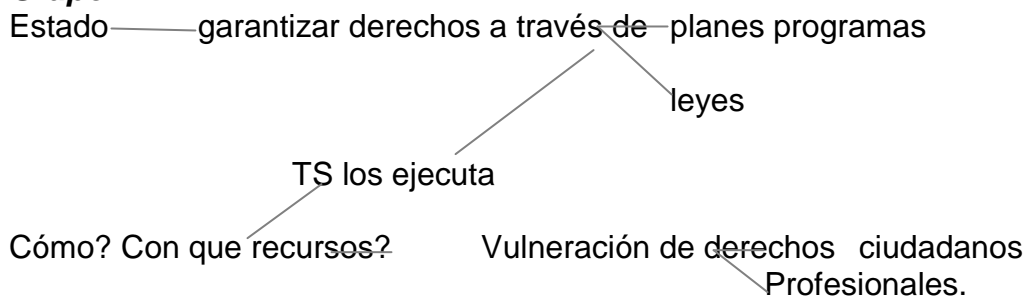 Estado garantizar derechos a través de planes programas
leyes
TS los ejecuta
Cómo? Con que recursos? Vulneración de derechos ciudadanos
Profesionales.